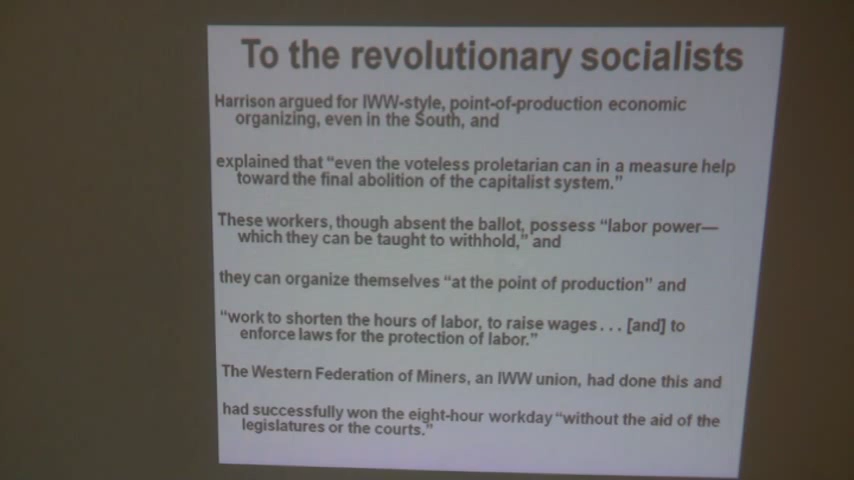 To the revolutionary socialists
Harrison argued for IWW-style, point-of-production economic
organizing, even in the South, and
explained that “even the voteless proletarian can in a measure help
toward the final abolition of the capitalist system.”
These workers, though absent the ballot, possess “labor power—
which they can be taught to withhold,” and
they can organize themselves “at the point of production” and
“work to shorten the hours of labor, to raise wages . . . [and] to
enforce laws for the protection of labor.”
The Western Federation of Miners, an IWW union, had done this and
had successfully won the eight-hour workday “without the aid of the
legislatures or the courts.”